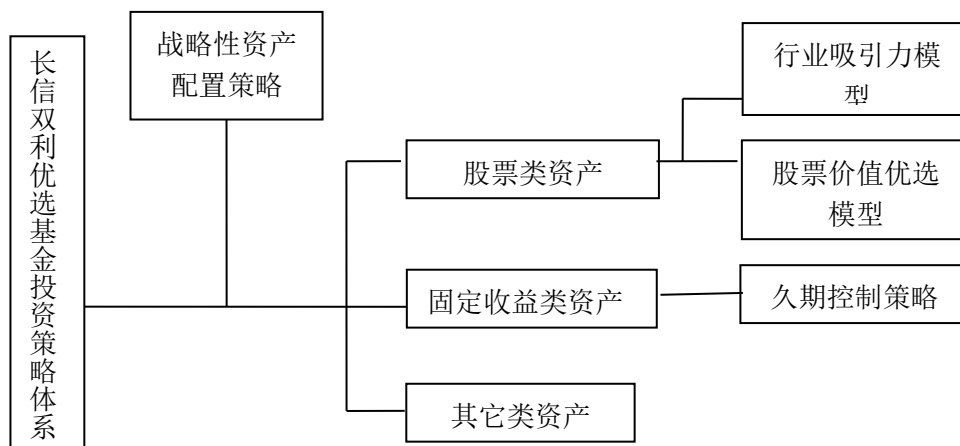 长信双利优选基金投资策略体系
战略性资产
配置策略
行业吸引力模
型
股票类资产
股票价值优选
模型
固定收益类资产
久期控制策略
其它类资产